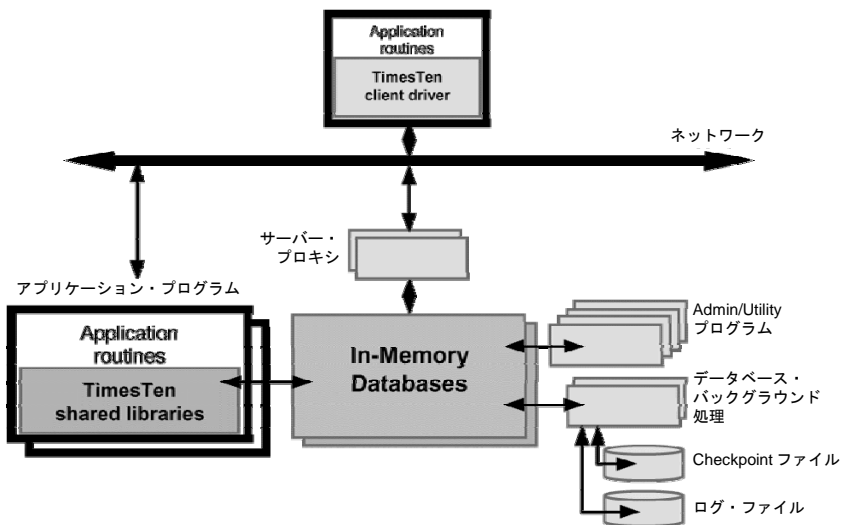 Application
routines
TimesTen
client driver
ネットワーク
サーバー・
プロキシ
アプリケーション・プログラム
Application
routines
TimesTen
shared libraries
In-Memory
Databases
Admin/Utility
プログラム
データベース・
バックグラウンド
処理
Checkpoint ファイル
ログ・ファイル